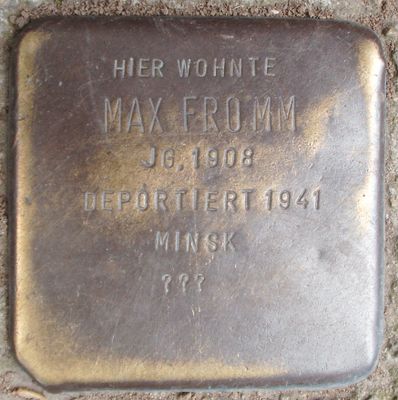 HIER WOHNTE
MAX FROMM
JG. 1908
DEPORTIERT 1941
MINSK
???